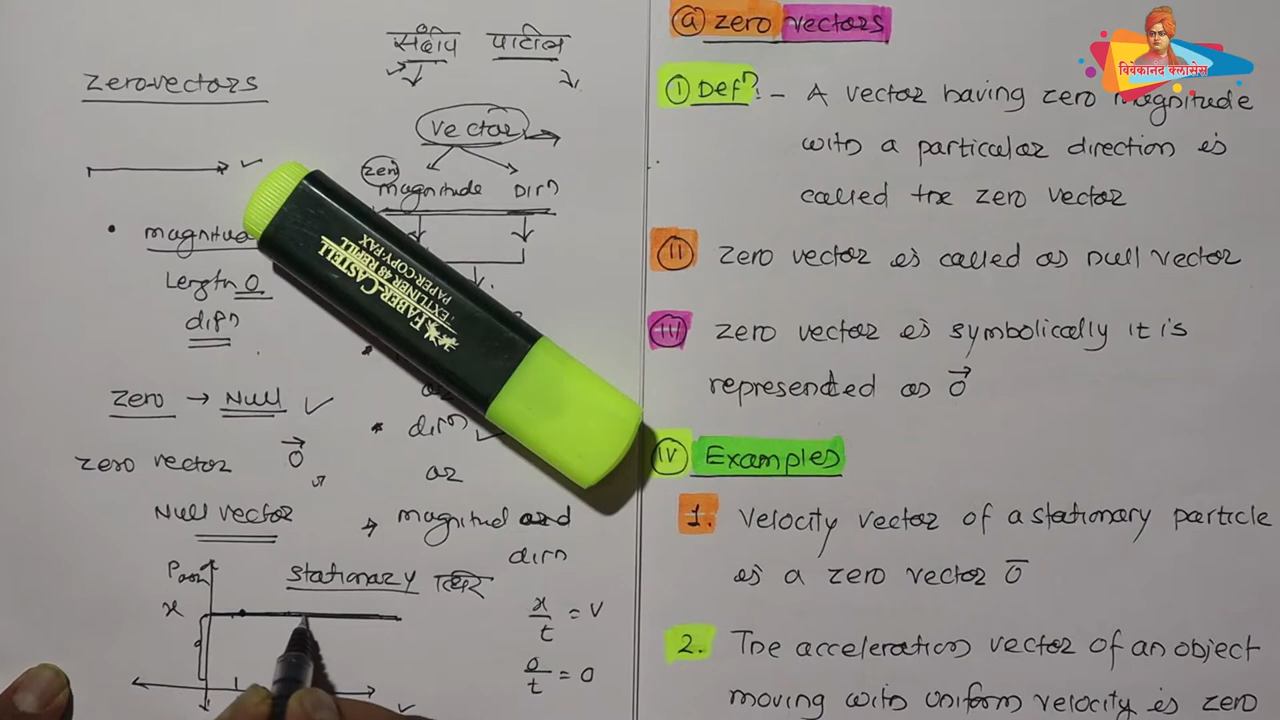 संदीप पाटील
zerovectors
vector
zero
magnitude Dirn
magnitud
Length 0
dirn
or
dirn
zero → Null
or
zero vector 0
Null vector
→ magnitud and
dirn
Posn
stationary स्थिर
x
x/t = v
0/t = 0
FABER-CASTELL
TEXTLINER 48 REFILL
PAPER·COPY·FAX
a zero vectors
विवेकानंद क्लासेस
I Defn :- A vector having zero magnitude
with a particular direction is
called the zero vector
II zero vector is called as null vector
III zero vector is symbolically it is
represented as 0
IV Examples
1. Velocity vector of a stationary particle
is a zero vector 0
2. The acceleration vector of an object
moving with uniform velocity is zero